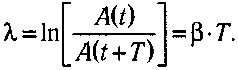 λ = ln[A(t)/A(t+T)] = β·T.